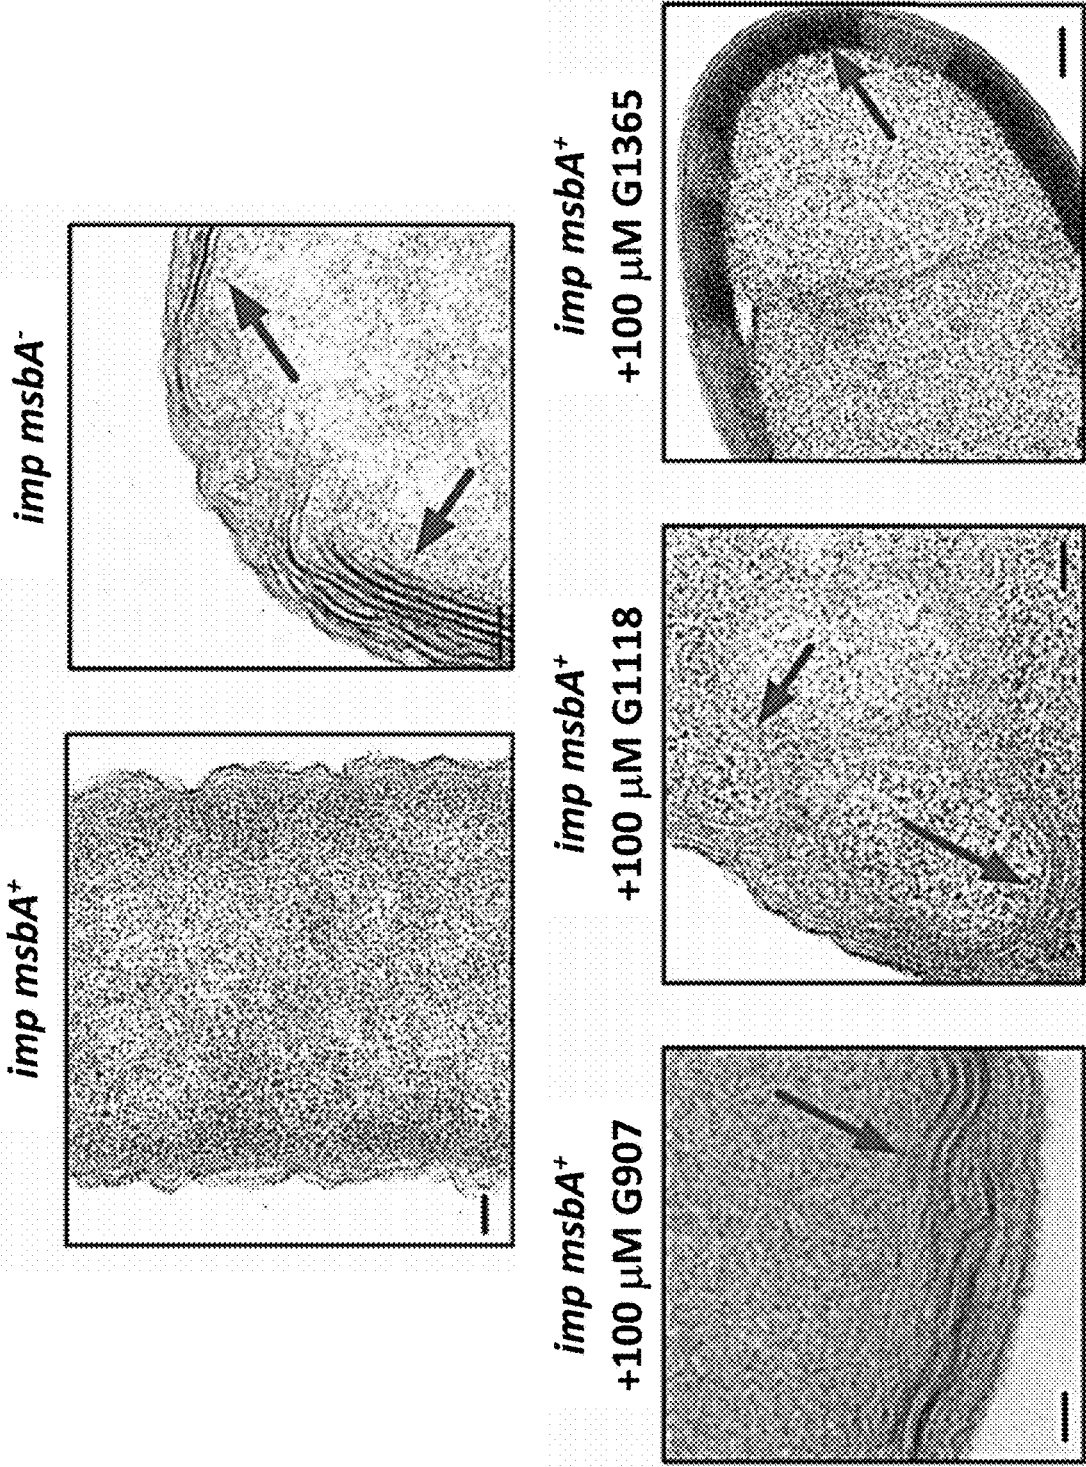 imp msbA⁺
imp msbA⁻
imp msbA⁺
+100 μM G907
imp msbA⁺
+100 μM G1118
imp msbA⁺
+100 μM G1365